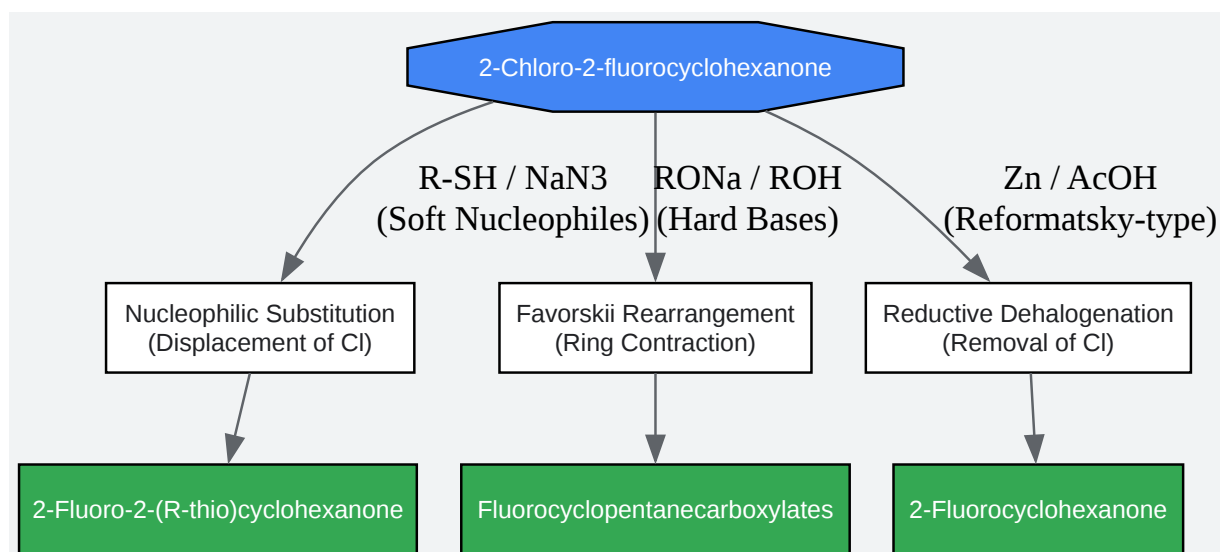 2-Chloro-2-fluorocyclohexanone
R-SH / NaN3
(Soft Nucleophiles)
RONa / ROH
(Hard Bases)
Zn / AcOH
(Reformatsky-type)
Nucleophilic Substitution
(Displacement of Cl)
Favorskii Rearrangement
(Ring Contraction)
Reductive Dehalogenation
(Removal of Cl)
2-Fluoro-2-(R-thio)cyclohexanone
Fluorocyclopentanecarboxylates
2-Fluorocyclohexanone